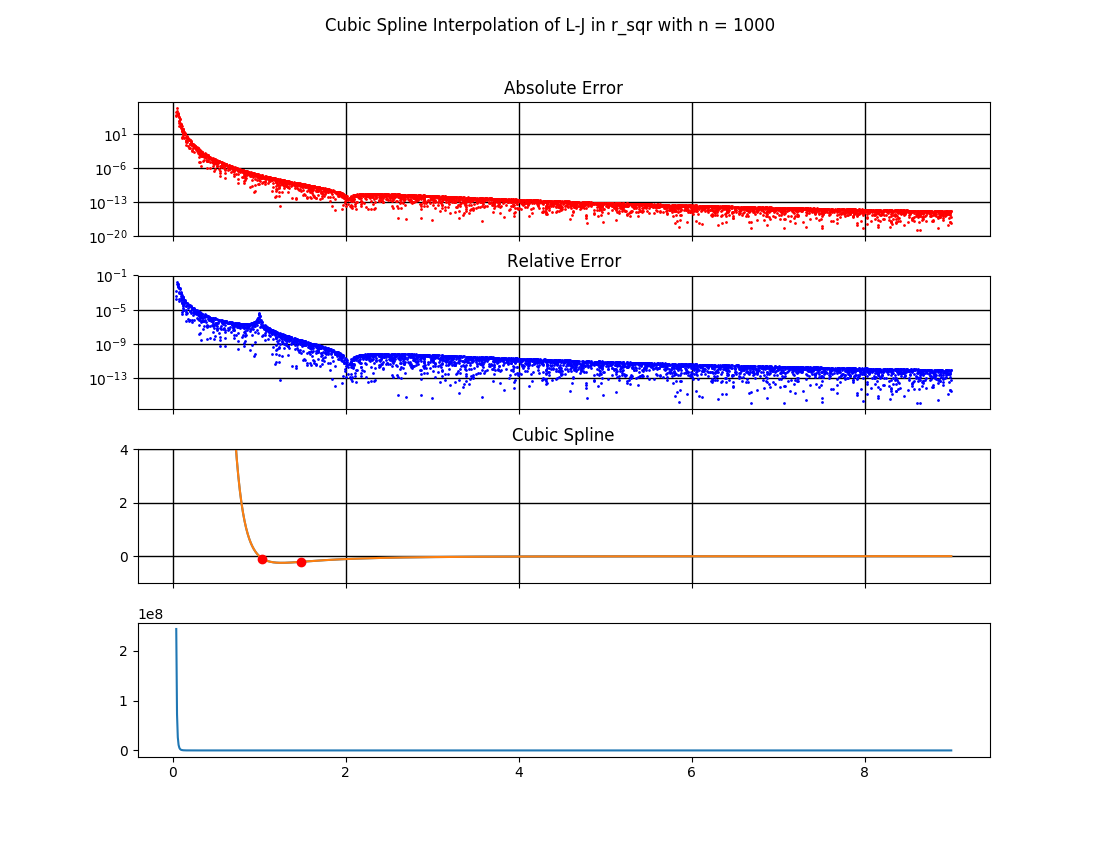 Cubic Spline Interpolation of L-J in r_sqr with n = 1000
Absolute Error
10^1
10^-6
10^-13
10^-20
Relative Error
10^-1
10^-5
10^-9
10^-13
Cubic Spline
4
2
0
1e8
2
1
0
0 2 4 6 8